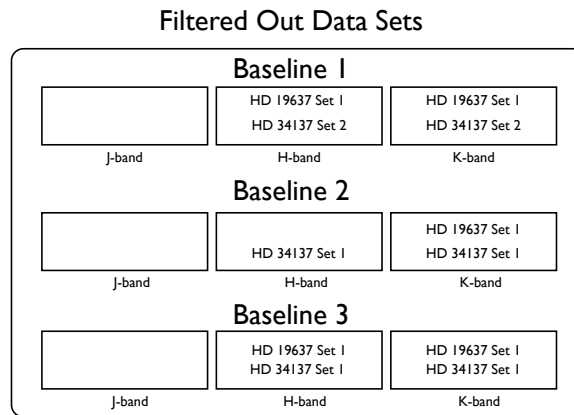 Filtered Out Data Sets
Baseline 1
HD 19637 Set 1 HD 19637 Set 1
HD 34137 Set 2 HD 34137 Set 2
J-band H-band K-band
Baseline 2
HD 19637 Set 1
HD 34137 Set 1 HD 34137 Set 1
J-band H-band K-band
Baseline 3
HD 19637 Set 1 HD 19637 Set 1
HD 34137 Set 1 HD 34137 Set 1
J-band H-band K-band